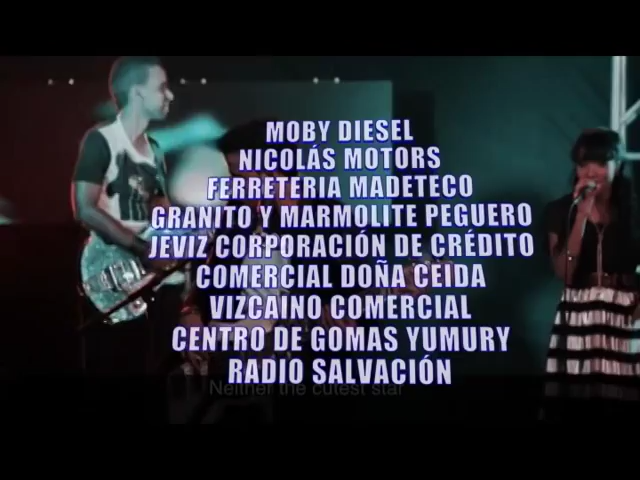 MOBY DIESEL
NICOLÁS MOTORS
FERRETERIA MADETECO
GRANITO Y MARMOLITE PEGUERO
JEVIZ CORPORACIÓN DE CRÉDITO
COMERCIAL DOÑA CEIDA
VIZCAINO COMERCIAL
CENTRO DE GOMAS YUMURY
RADIO SALVACIÓN
Neither the cutest star